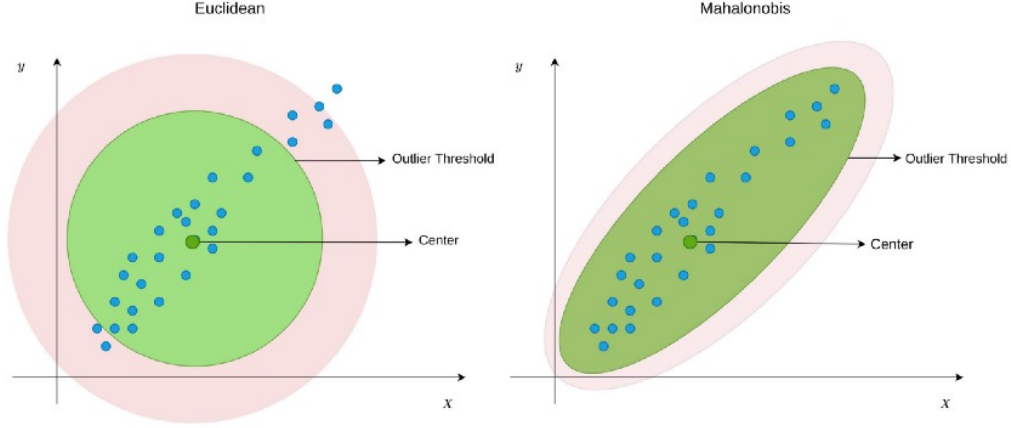 Euclidean
Mahalonobis
y
y
Outlier Threshold
Outlier Threshold
Center
Center
X
X